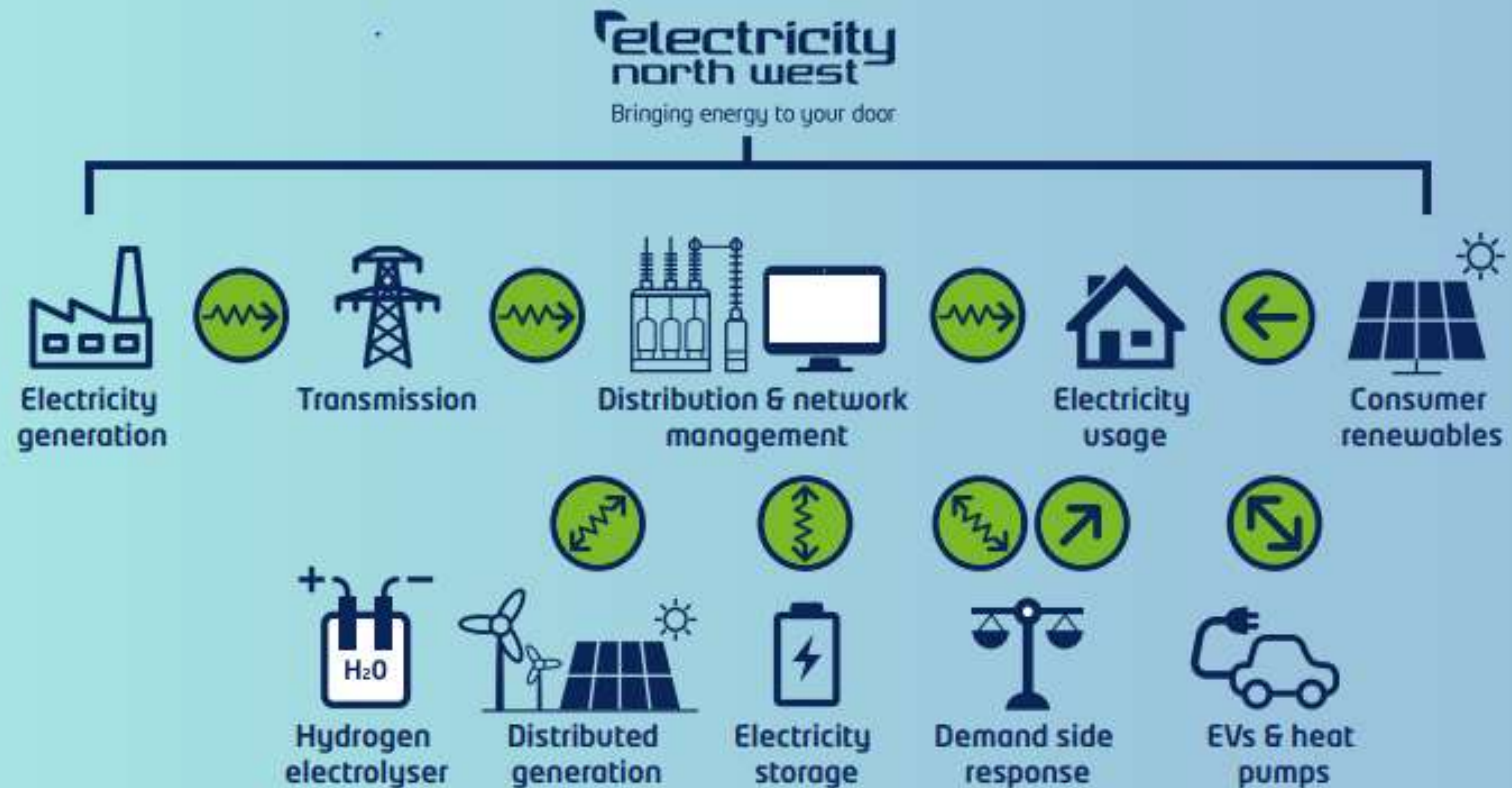 electricity
north west
Bringing energy to your door
Electricity
generation
Transmission
Distribution & network
management
Electricity
usage
Consumer
renewables
+ −
H₂0
Hydrogen
electrolyser
Distributed
generation
Electricity
storage
Demand side
response
EVs & heat
pumps